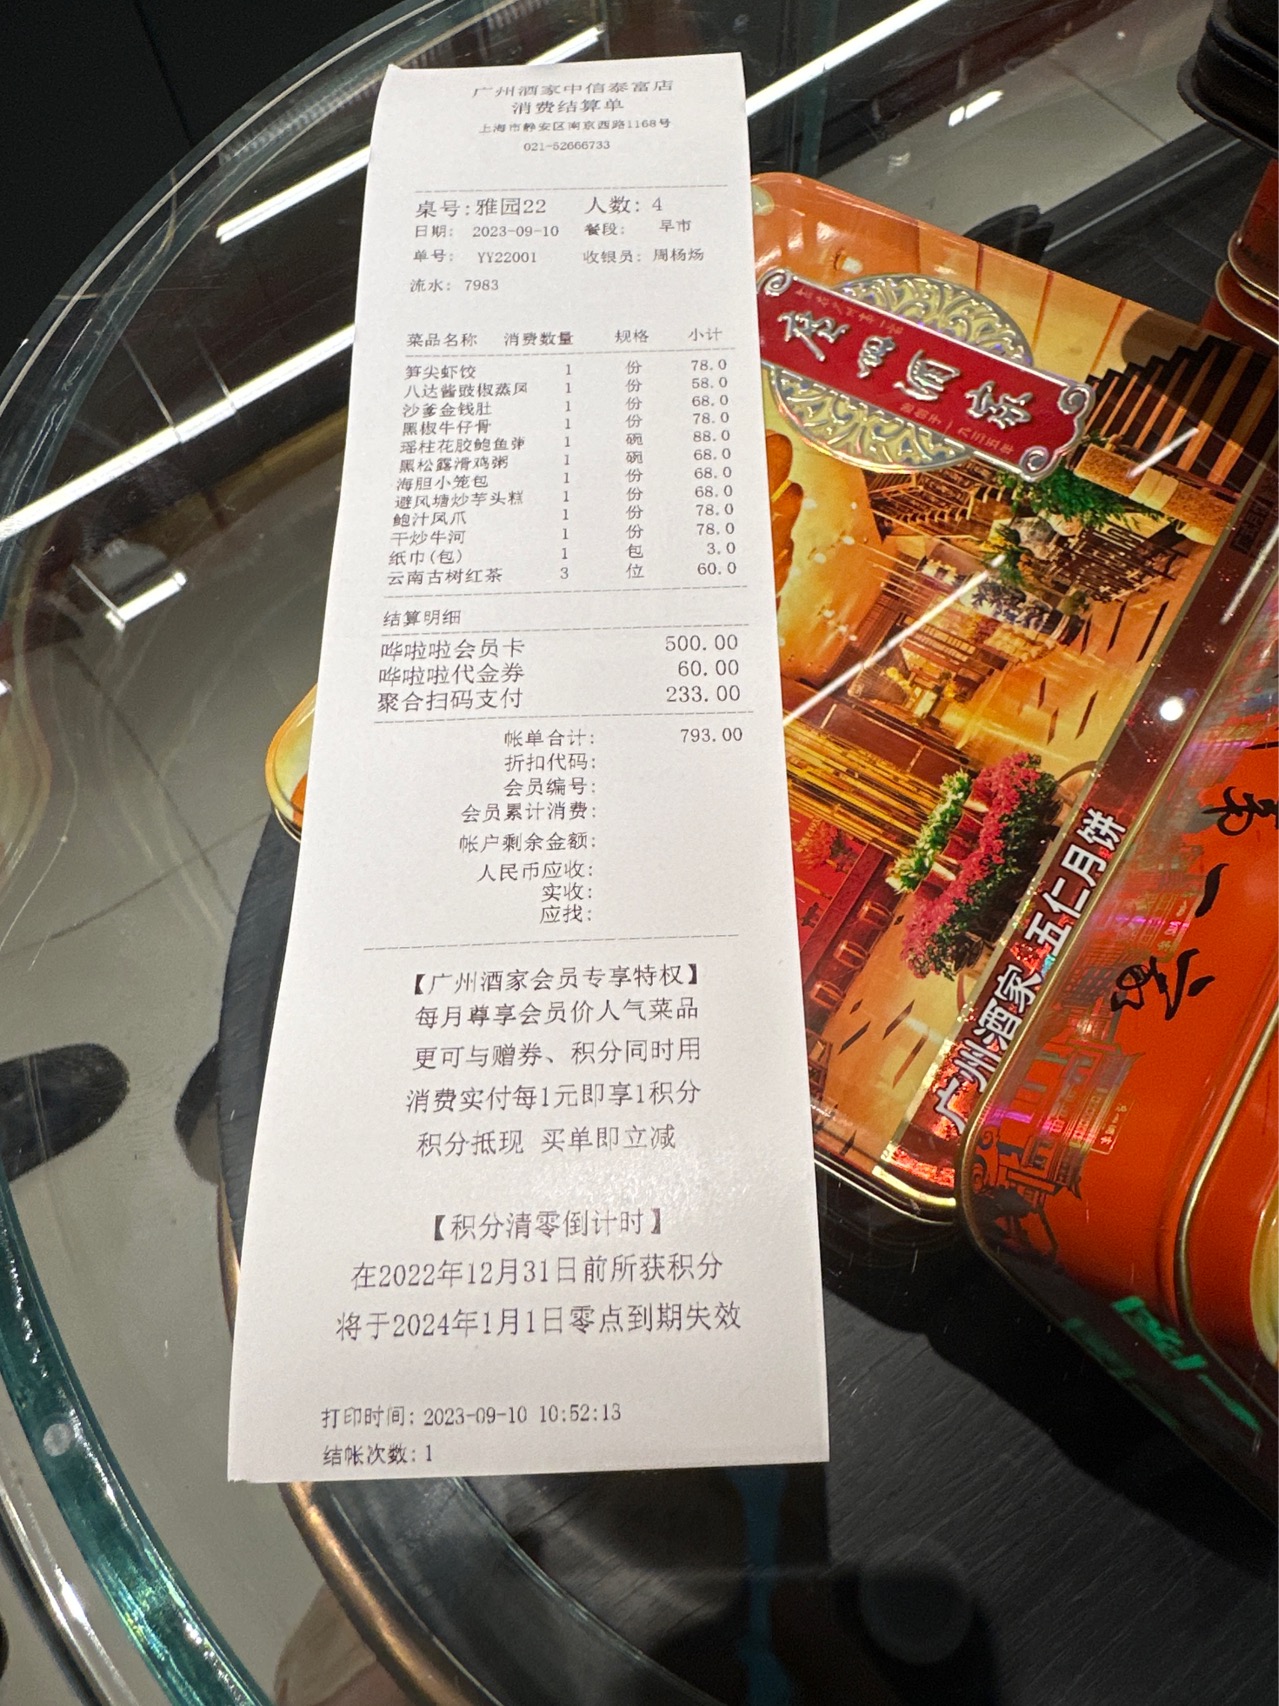 广州酒家中信泰富店
消费结算单
上海市静安区南京西路1168号
021-52666733
桌号:雅园22 人数: 4
日期: 2023-09-10 餐段: 早市
单号: YY22001 收银员: 周杨炀
流水: 7983
菜品名称 消费数量 规格 小计
笋尖虾饺 1 份 78.0
八达酱豉椒蒸凤 1 份 58.0
沙爹金钱肚 1 份 68.0
黑椒牛仔骨 1 份 78.0
瑶柱花胶鲍鱼粥 1 碗 88.0
黑松露滑鸡粥 1 碗 68.0
海胆小笼包 1 份 68.0
避风塘炒芋头糕 1 份 68.0
鲍汁凤爪 1 份 78.0
干炒牛河 1 份 78.0
纸巾(包) 1 包 3.0
云南古树红茶 3 位 60.0
结算明细
哗啦啦会员卡 500.00
哗啦啦代金券 60.00
聚合扫码支付 233.00
帐单合计: 793.00
折扣代码:
会员编号:
会员累计消费:
帐户剩余金额:
人民币应收:
实收:
应找:
【广州酒家会员专享特权】
每月尊享会员价人气菜品
更可与赠券、积分同时用
消费实付每1元即享1积分
积分抵现 买单即立减
【积分清零倒计时】
在2022年12月31日前所获积分
将于2024年1月1日零点到期失效
打印时间: 2023-09-10 10:52:13
结帐次数: 1
廣州酒家
广州酒家 五仁月饼
第一家